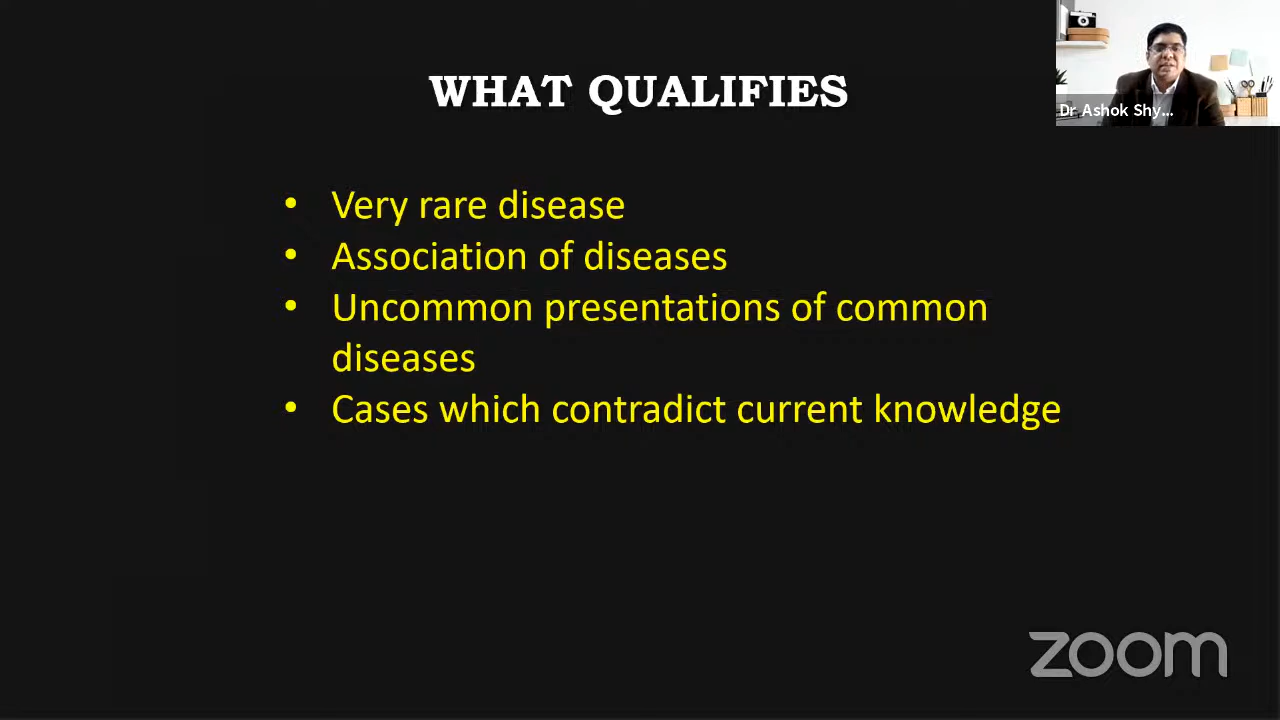 WHAT QUALIFIES
Dr Ashok Shy...
• Very rare disease
• Association of diseases
• Uncommon presentations of common
diseases
• Cases which contradict current knowledge
zoom